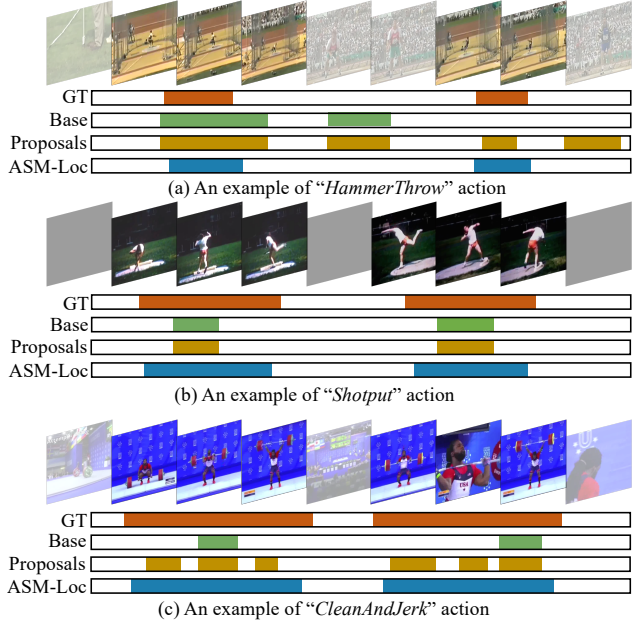 GT
Base
Proposals
ASM-Loc
(a) An example of “HammerThrow” action
GT
Base
Proposals
ASM-Loc
(b) An example of “Shotput” action
USA
GT
Base
Proposals
ASM-Loc
(c) An example of “CleanAndJerk” action